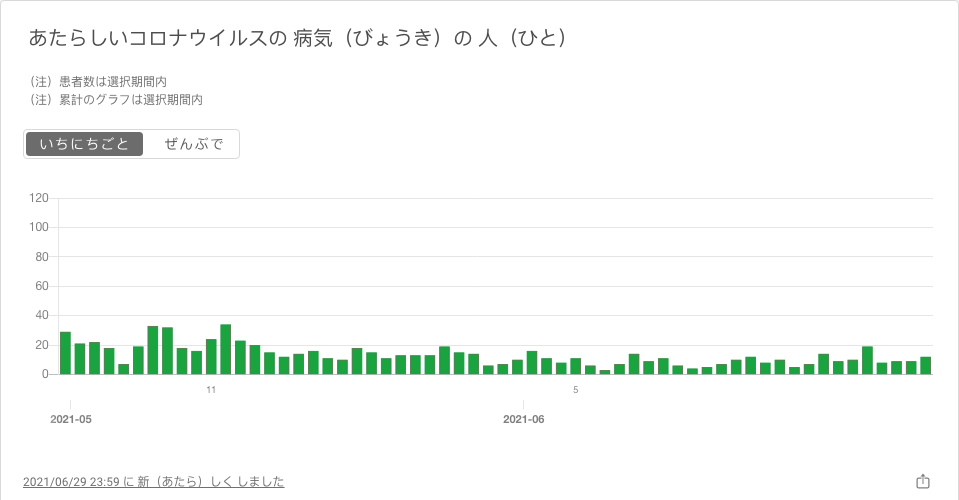 あたらしいコロナウイルスの 病気（びょうき）の 人（ひと）
（注）患者数は選択期間内
（注）累計のグラフは選択期間内
いちにちごと ぜんぶで
120
100
80
60
40
20
0
11 5
2021-05 2021-06
2021/06/29 23:59 に 新（あたら）しく しました